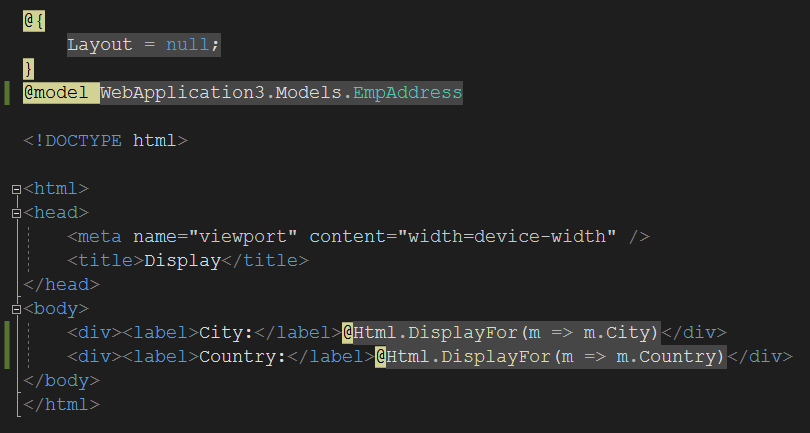 @{
Layout = null;
}
@model WebApplication3.Models.EmpAddress
<!DOCTYPE html>
<html>
<head>
<meta name="viewport" content="width=device-width" />
<title>Display</title>
</head>
<body>
<div><label>City:</label>@Html.DisplayFor(m => m.City)</div>
<div><label>Country:</label>@Html.DisplayFor(m => m.Country)</div>
</body>
</html>